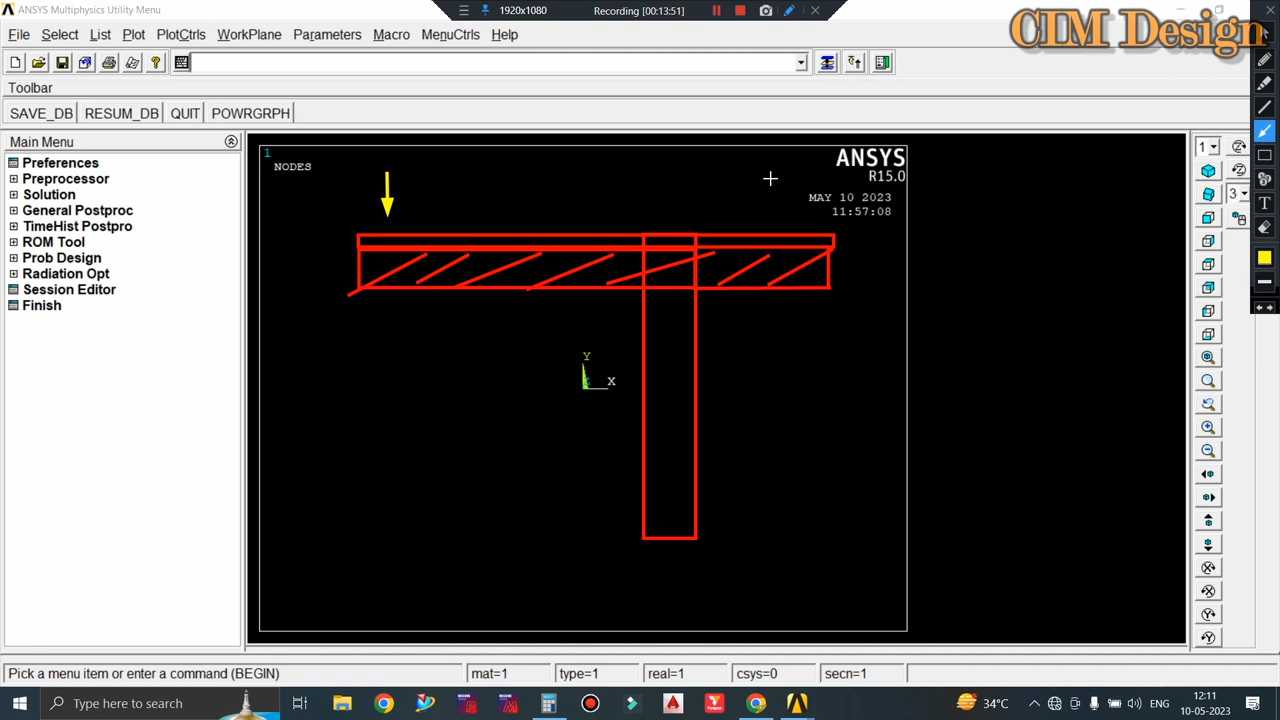 ANSYS Multiphysics Utility Menu
1920x1080
Recording [00:13:51]
CIM Design
File Select List Plot PlotCtrls WorkPlane Parameters Macro MenuCtrls Help
Toolbar
SAVE_DB RESUM_DB QUIT POWRGRPH
Main Menu
Preferences
Preprocessor
Solution
General Postproc
TimeHist Postpro
ROM Tool
Prob Design
Radiation Opt
Session Editor
Finish
1
NODES
ANSYS
R15.0
MAY 10 2023
11:57:08
Y
X
1
3
T
Pick a menu item or enter a command (BEGIN)
mat=1
type=1
real=1
csys=0
secn=1
Type here to search
ENG
12:11
10-05-2023